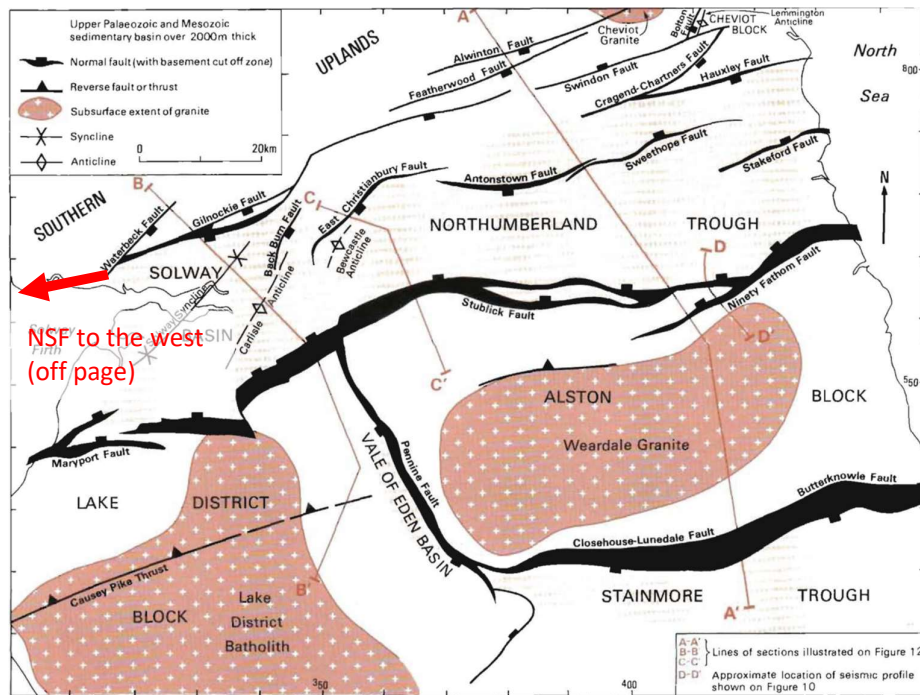 Upper Palaeozoic and Mesozoic
sedimentary basin over 2000m thick
Normal fault (with basement cut off zone)
Reverse fault or thrust
Subsurface extent of granite
Syncline
Anticline
0 20km
A
UPLANDS
Cheviot
Granite
Bolton
Fault
Lemmington
Anticline
CHEVIOT
BLOCK
North
Sea
800
Alwinton Fault
Featherwood Fault
Swindon Fault
Cragend-Chartners Fault
Hauxley Fault
Sweethope Fault
Stakeford Fault
Antonstown Fault
N
B
C
SOUTHERN
Waterbeck Fault
Gilnockie Fault
Back Burn Fault
East Christianbury Fault
Bewcastle
Anticline
NORTHUMBERLAND TROUGH
SOLWAY
BASIN
Solway Syncline
Solway
Firth
Carlisle Anticline
D
Stublick Fault
Ninety Fathom Fault
D'
NSF to the west
(off page)
C'
550
ALSTON BLOCK
Weardale Granite
Maryport Fault
Pennine Fault
VALE OF EDEN BASIN
LAKE DISTRICT
Butterknowle Fault
Closehouse-Lunedale Fault
Causey Pike Thrust
B'
BLOCK
Lake
District
Batholith
STAINMORE TROUGH
A'
A-A'
B-B'
C-C'
Lines of sections illustrated on Figure 12
D-D' Approximate location of seismic profile
shown on Figure 10
350
400